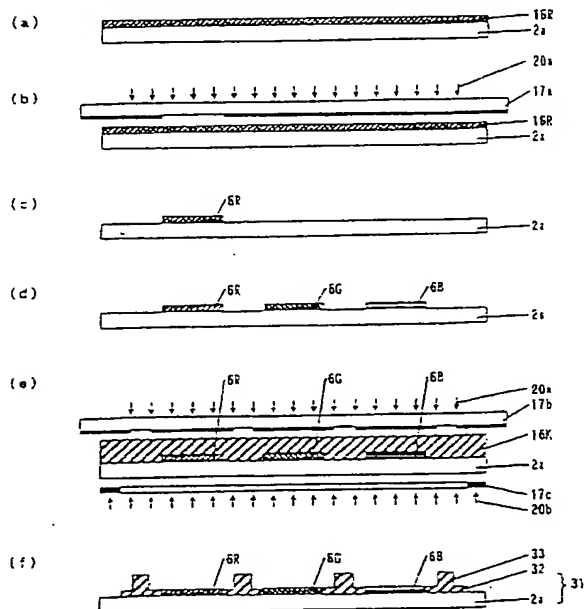 (a)
16R
2a
(b)
20a
17a
16R
2a
(c)
6R
2a
(d)
6R 6G 6B
2a
(e)
6R 6G 6B
20a
17b
16K
2a
17c
20b
(f)
6R 6G 6B
33
32
31
2a